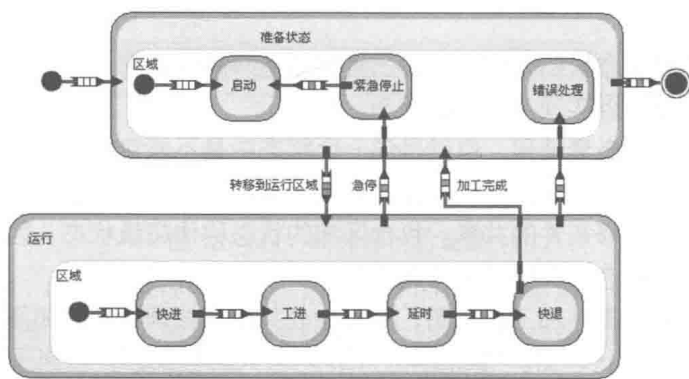 准备状态
区域
启动
紧急停止
错误处理
转移到运行区域
急停
加工完成
运行
区域
快进
工进
延时
快退